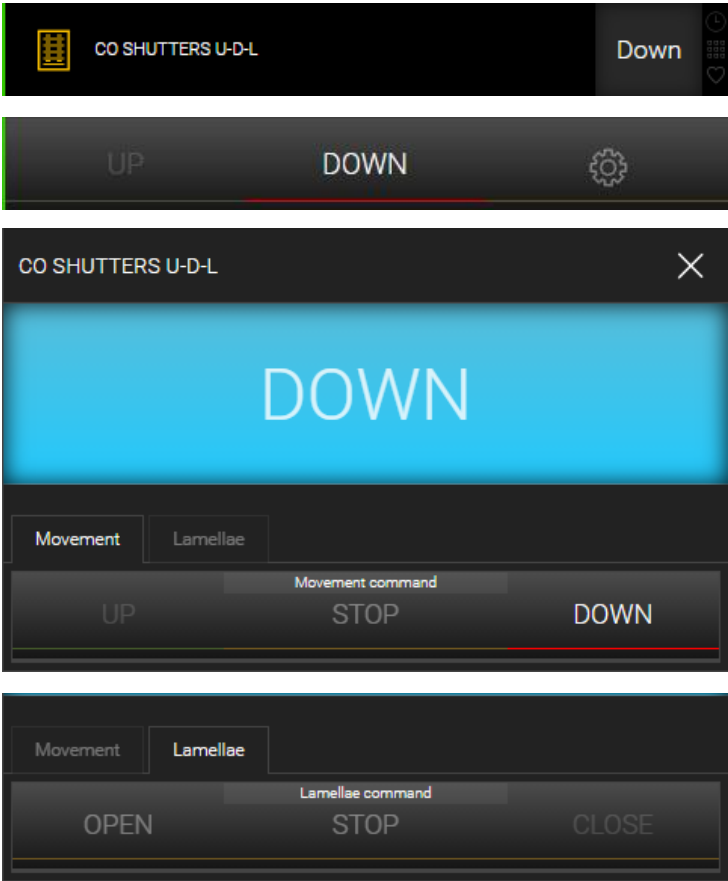 CO SHUTTERS U-D-L Down
UP DOWN
CO SHUTTERS U-D-L
DOWN
Movement Lamellae
Movement command
UP STOP DOWN
Movement Lamellae
Lamellae command
OPEN STOP CLOSE